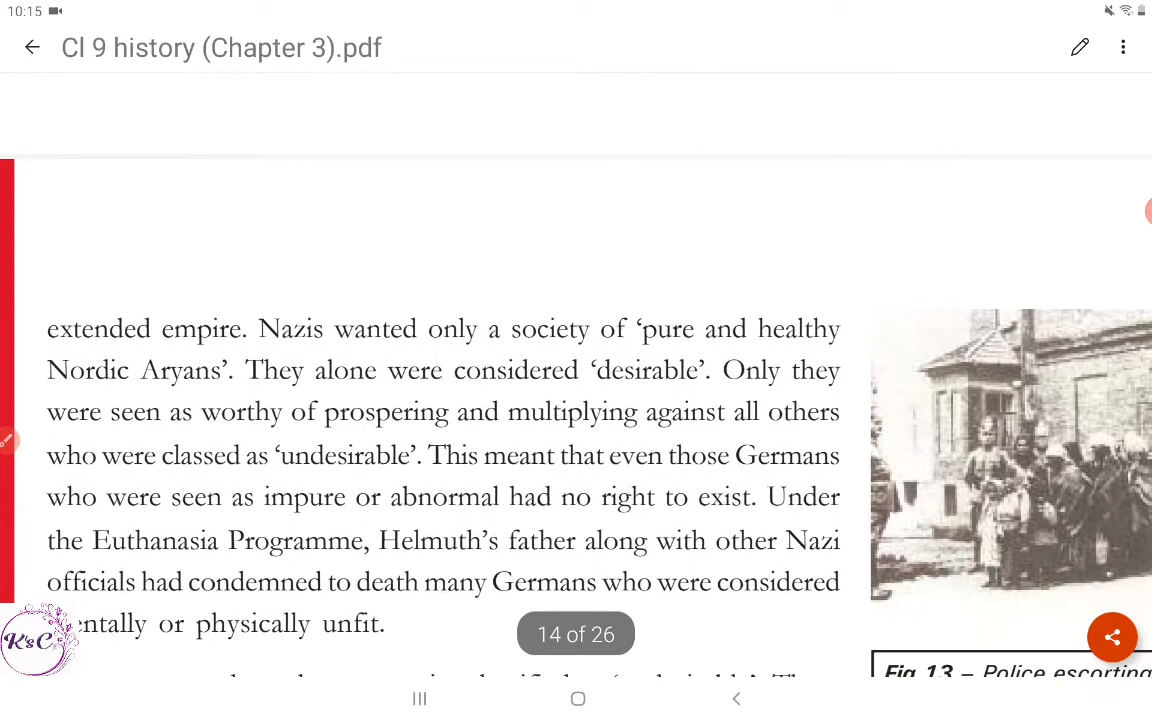 10:15
Cl 9 history (Chapter 3).pdf
extended empire. Nazis wanted only a society of ‘pure and healthy
Nordic Aryans’. They alone were considered ‘desirable’. Only they
were seen as worthy of prospering and multiplying against all others
who were classed as ‘undesirable’. This meant that even those Germans
who were seen as impure or abnormal had no right to exist. Under
the Euthanasia Programme, Helmuth’s father along with other Nazi
officials had condemned to death many Germans who were considered
entally or physically unfit.
K's C
14 of 26
Fig 13 – Police escorting